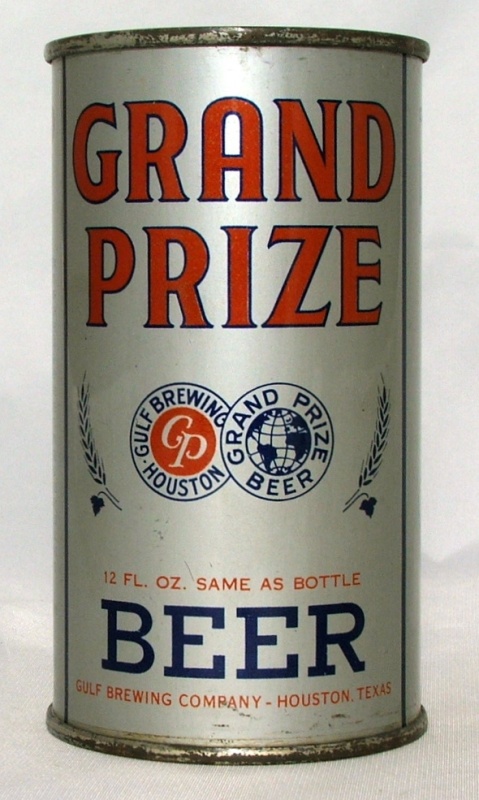 GRAND
PRIZE
GULF BREWING
GP
· HOUSTON ·
GRAND PRIZE
BEER
12 FL. OZ. SAME AS BOTTLE
BEER
GULF BREWING COMPANY - HOUSTON, TEXAS